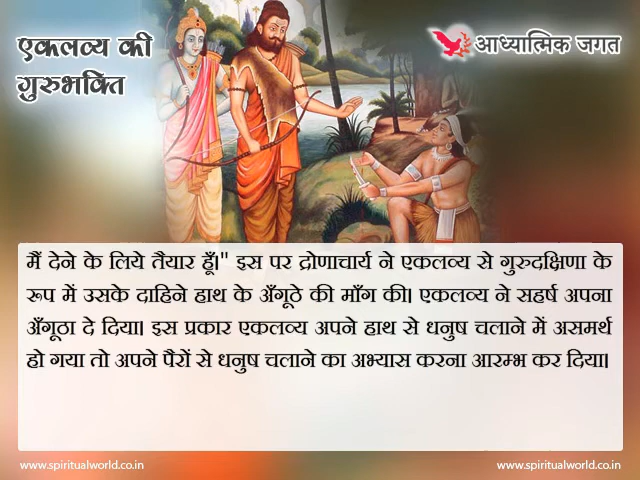 एकलव्य की
गुरुभक्ति
आध्यात्मिक जगत
मैं देने के लिये तैयार हूँ।" इस पर द्रोणाचार्य ने एकलव्य से गुरुदक्षिणा के
रूप में उसके दाहिने हाथ के अँगूठे की माँग की। एकलव्य ने सहर्ष अपना
अँगूठा दे दिया। इस प्रकार एकलव्य अपने हाथ से धनुष चलाने में असमर्थ
हो गया तो अपने पैरों से धनुष चलाने का अभ्यास करना आरम्भ कर दिया।
www.spiritualworld.co.in
www.spiritualworld.co.in